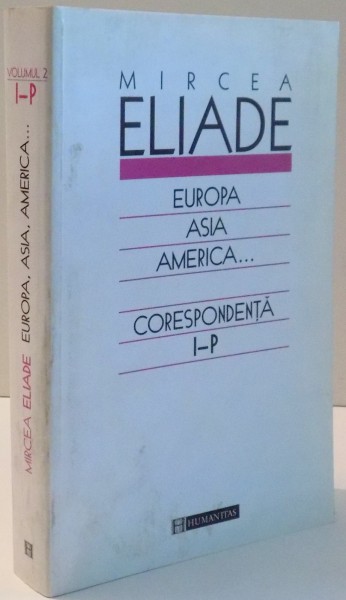 MIRCEA
ELIADE
EUROPA
ASIA
AMERICA...
CORESPONDENȚĂ
I–P
HUMANITAS
VOLUMUL 2
I–P
MIRCEA ELIADE EUROPA, ASIA, AMERICA...